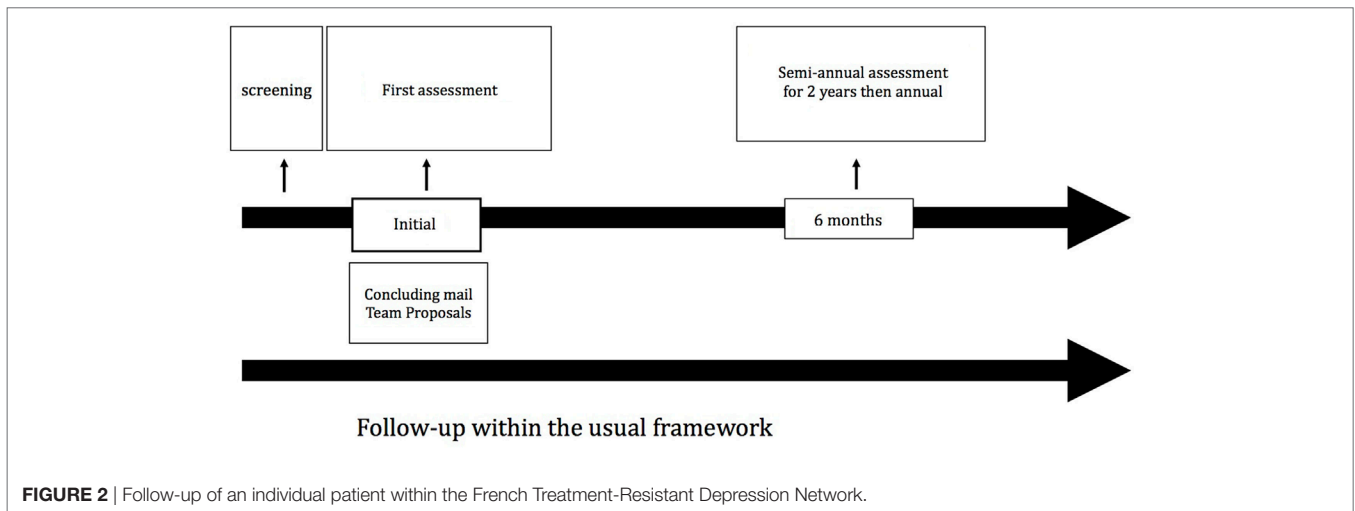 screening
First assessment
Semi-annual assessment
for 2 years then annual
Initial
6 months
Concluding mail
Team Proposals
Follow-up within the usual framework
FIGURE 2 | Follow-up of an individual patient within the French Treatment-Resistant Depression Network.